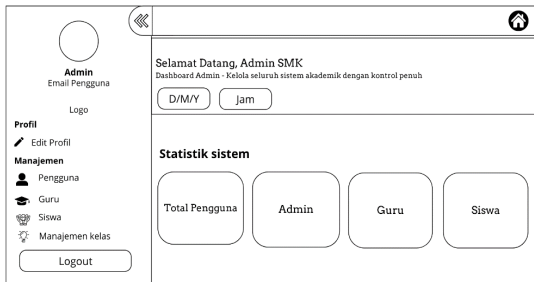 Admin
Email Pengguna
Logo
Profil
Edit Profil
Manajemen
Pengguna
Guru
Siswa
Manajemen kelas
Logout
Selamat Datang, Admin SMK
Dashboard Admin - Kelola seluruh sistem akademik dengan kontrol penuh
D/M/Y Jam
Statistik sistem
Total Pengguna Admin Guru Siswa